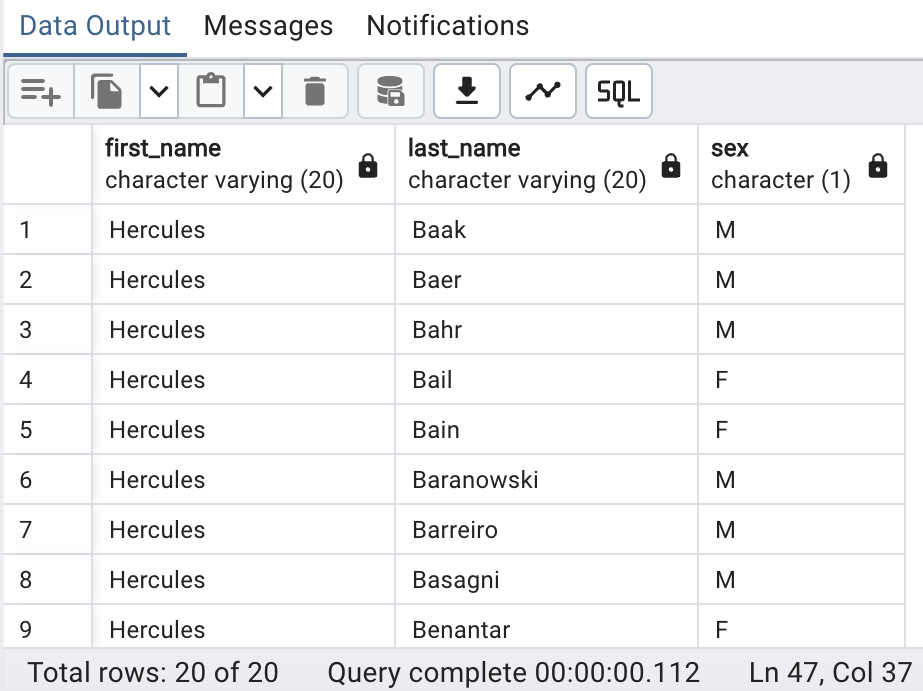 Data Output Messages Notifications
SQL
first_name last_name sex
character varying (20) character varying (20) character (1)
1 Hercules Baak M
2 Hercules Baer M
3 Hercules Bahr M
4 Hercules Bail F
5 Hercules Bain F
6 Hercules Baranowski M
7 Hercules Barreiro M
8 Hercules Basagni M
9 Hercules Benantar F
Total rows: 20 of 20 Query complete 00:00:00.112 Ln 47, Col 37